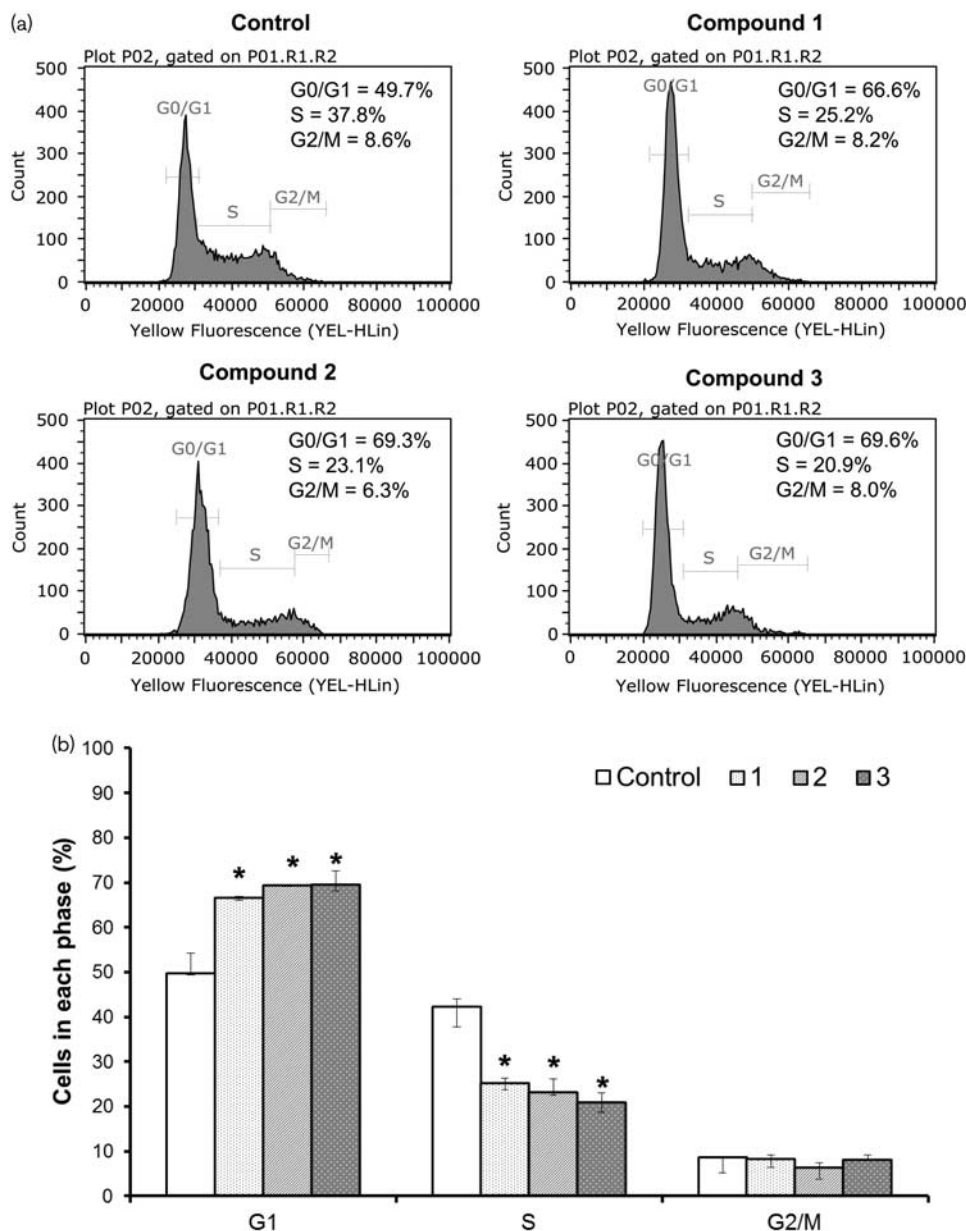 (a)
Control
Plot P02, gated on P01.R1.R2
500
400
300
200
100
0
Count
G0/G1
S
G2/M
G0/G1 = 49.7%
S = 37.8%
G2/M = 8.6%
0 20000 40000 60000 80000 100000
Yellow Fluorescence (YEL-HLin)
Compound 1
Plot P02, gated on P01.R1.R2
500
400
300
200
100
0
Count
G0/G1
S
G2/M
G0/G1 = 66.6%
S = 25.2%
G2/M = 8.2%
0 20000 40000 60000 80000 100000
Yellow Fluorescence (YEL-HLin)
Compound 2
Plot P02, gated on P01.R1.R2
500
400
300
200
100
0
Count
G0/G1
S
G2/M
G0/G1 = 69.3%
S = 23.1%
G2/M = 6.3%
0 20000 40000 60000 80000 100000
Yellow Fluorescence (YEL-HLin)
Compound 3
Plot P02, gated on P01.R1.R2
500
400
300
200
100
0
Count
G0/G1
S
G2/M
G0/G1 = 69.6%
S = 20.9%
G2/M = 8.0%
0 20000 40000 60000 80000 100000
Yellow Fluorescence (YEL-HLin)
(b)
100
90
80
70
60
50
40
30
20
10
0
Cells in each phase (%)
Control 1 2 3
* * *
* * *
G1 S G2/M